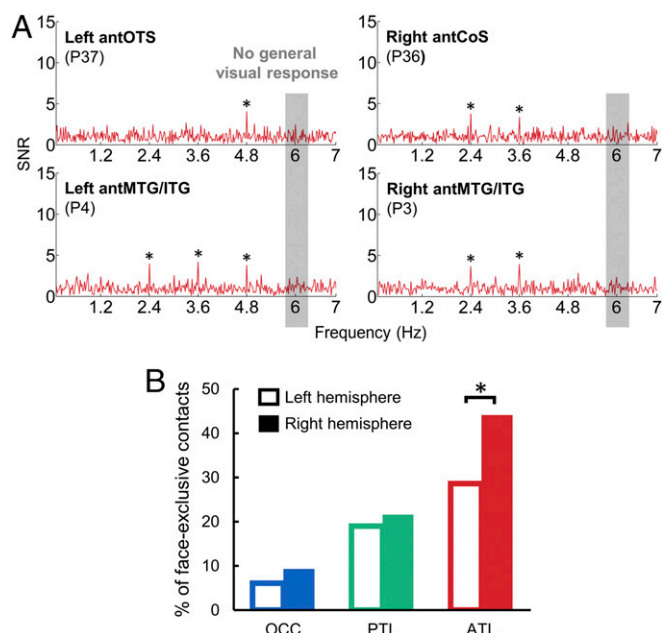 A
Left antOTS
(P37)
No general
visual response
*
15
10
5
0
SNR
1.2 2.4 3.6 4.8 6 7
Right antCoS
(P36)
* *
15
10
5
0
1.2 2.4 3.6 4.8 6 7
Left antMTG/ITG
(P4)
* * *
15
10
5
0
1.2 2.4 3.6 4.8 6 7
Right antMTG/ITG
(P3)
* *
15
10
5
0
1.2 2.4 3.6 4.8 6 7
Frequency (Hz)
B
% of face-exclusive contacts
50
40
30
20
10
0
Left hemisphere
Right hemisphere
*
OCC PTL ATL